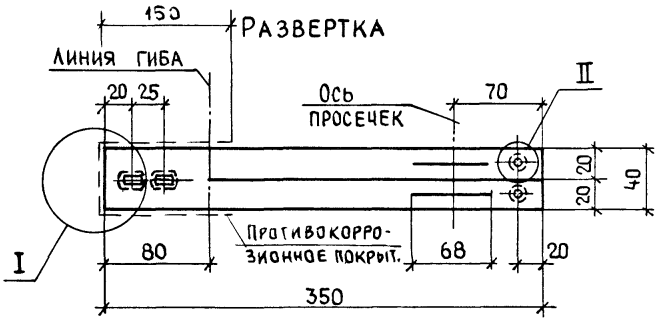 150
РАЗВЕРТКА
ЛИНИЯ ГИБА
20
25
ОСЬ
ПРОСЕЧЕК
70
II
20
20
40
I
ПРОТИВОКОРРО-
ЗИОННОЕ ПОКРЫТ.
80
68
20
350